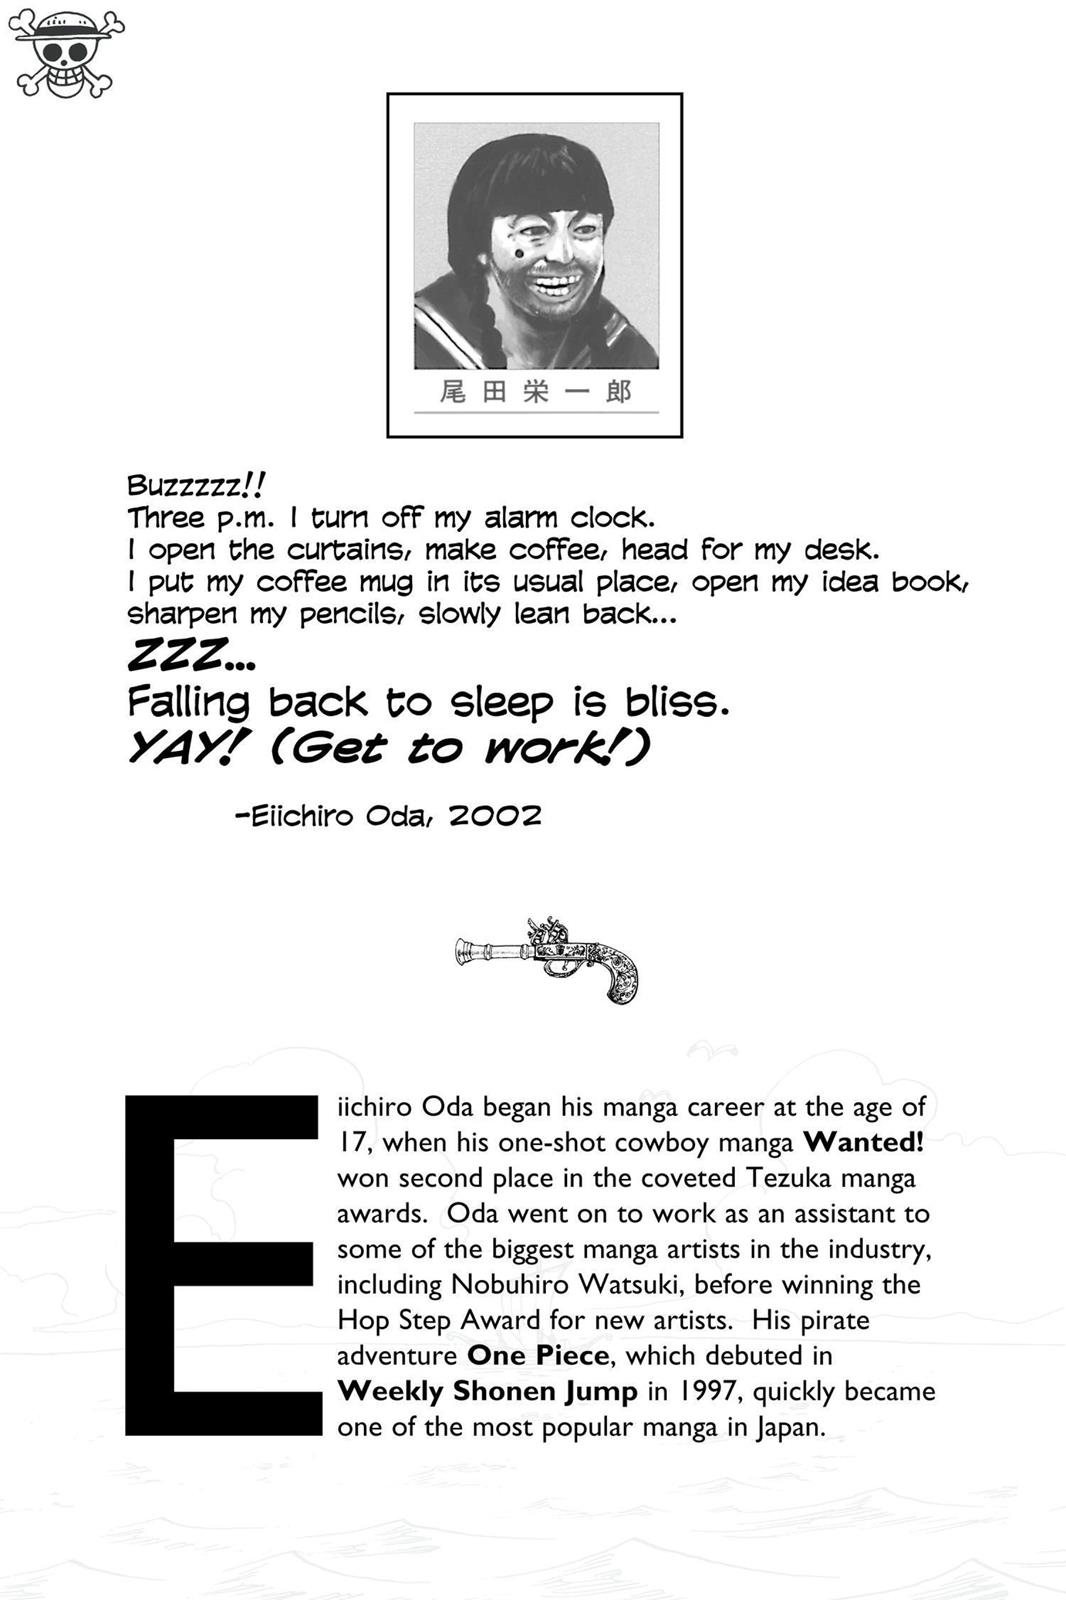 尾田栄一郎
Buzzzzz!!
Three p.m. I turn off my alarm clock.
I open the curtains, make coffee, head for my desk.
I put my coffee mug in its usual place, open my idea book,
sharpen my pencils, slowly lean back...
ZZZ...
Falling back to sleep is bliss.
YAY! (Get to work!)
-Eiichiro Oda, 2002
Eiichiro Oda began his manga career at the age of
17, when his one-shot cowboy manga Wanted!
won second place in the coveted Tezuka manga
awards.  Oda went on to work as an assistant to
some of the biggest manga artists in the industry,
including Nobuhiro Watsuki, before winning the
Hop Step Award for new artists.  His pirate
adventure One Piece, which debuted in
Weekly Shonen Jump in 1997, quickly became
one of the most popular manga in Japan.